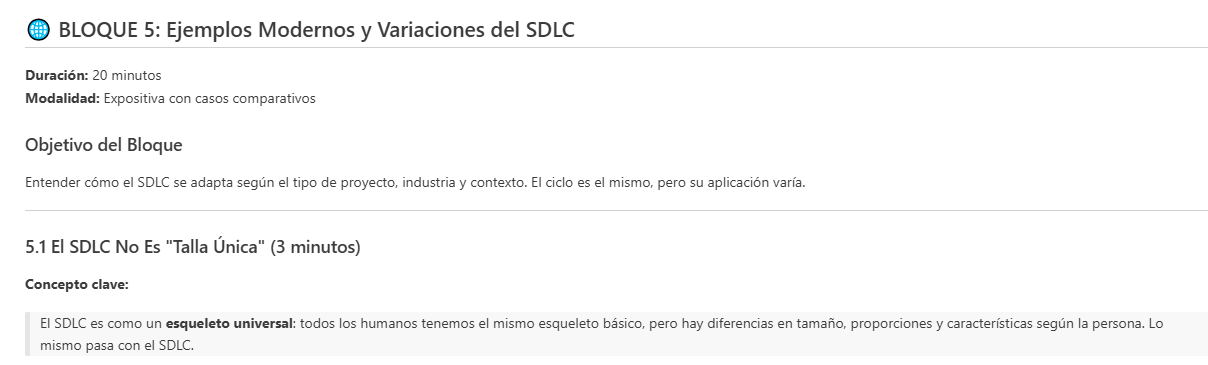 BLOQUE 5: Ejemplos Modernos y Variaciones del SDLC
Duración: 20 minutos
Modalidad: Expositiva con casos comparativos
Objetivo del Bloque
Entender cómo el SDLC se adapta según el tipo de proyecto, industria y contexto. El ciclo es el mismo, pero su aplicación varía.
5.1 El SDLC No Es "Talla Única" (3 minutos)
Concepto clave:
El SDLC es como un esqueleto universal: todos los humanos tenemos el mismo esqueleto básico, pero hay diferencias en tamaño, proporciones y características según la persona. Lo
mismo pasa con el SDLC.